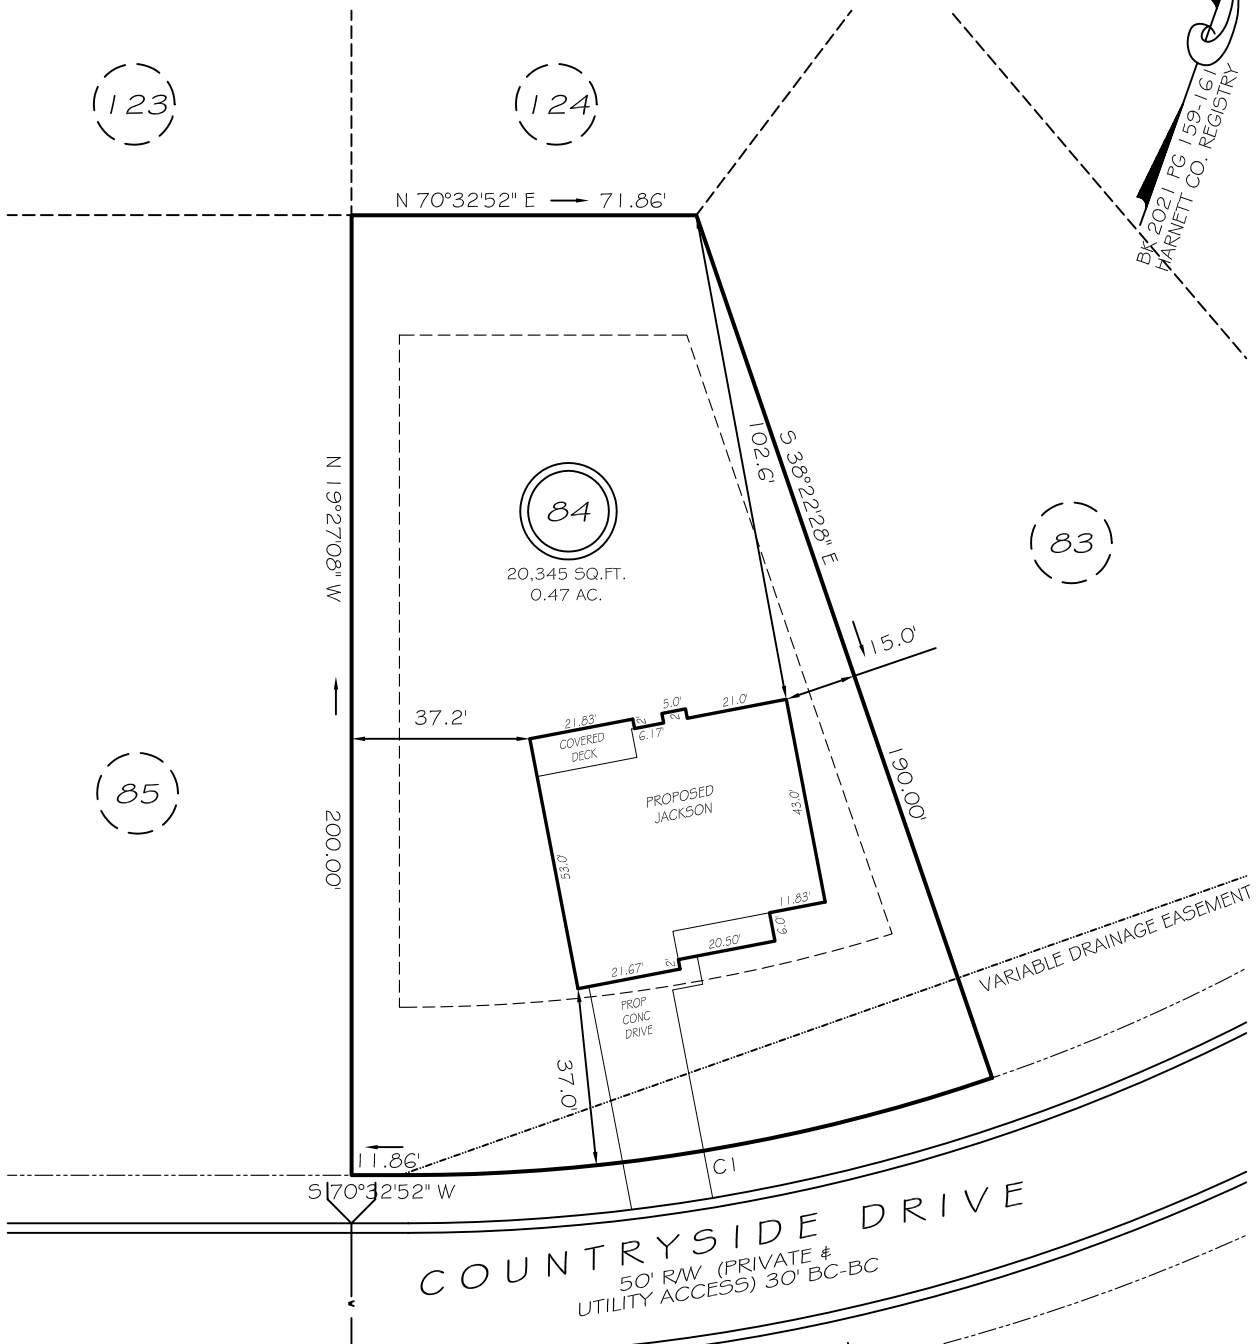 123
124
BK 2021 PG 159-161
HARNETT CO. REGISTRY
N 70°32'52" E
71.86'
N 19°27'08" W
200.00'
102.6'
S 38°22'28" E
190.00'
84
20,345 SQ.FT.
0.47 AC.
83
15.0'
37.2'
21.83'
2'
6.17'
5.0'
2'
21.0'
COVERED
DECK
PROPOSED
JACKSON
43.0'
53.0'
85
11.83'
6.0'
20.50'
2'
21.67'
PROP
CONC
DRIVE
VARIABLE DRAINAGE EASEMENT
37.0'
11.86'
S 70°32'52" W
C1
COUNTRYSIDE DRIVE
50' R/W (PRIVATE &
UTILITY ACCESS) 30' BC-BC